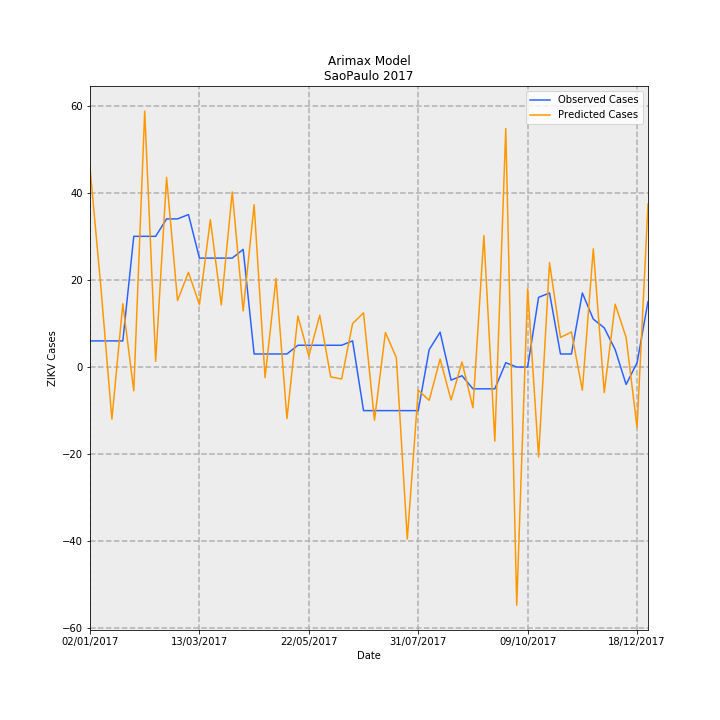 Arimax Model
SaoPaulo 2017
Observed Cases
Predicted Cases
60
40
20
0
−20
−40
−60
ZIKV Cases
02/01/2017 13/03/2017 22/05/2017 31/07/2017 09/10/2017 18/12/2017
Date